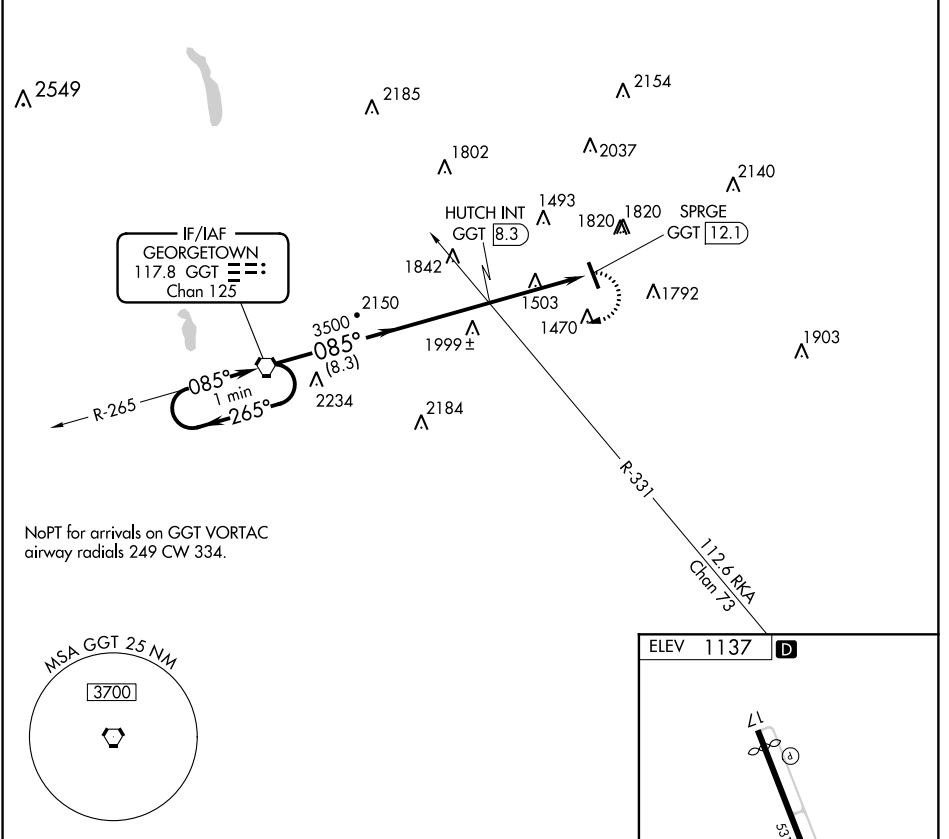 2549
2185
2154
1802
2037
2140
1493
HUTCH INT
GGT 8.3
1820
1820
SPRGE
GGT 12.1
IF/IAF
GEORGETOWN
117.8 GGT
Chan 125
1842
2150
3500
085°
(8.3)
1999 ±
1503
1470
1792
1903
085°
1 min
265°
R-265
2234
2184
R-331
112.6 RKA
Chan 73
NoPT for arrivals on GGT VORTAC
airway radials 249 CW 334.
MSA GGT 25 NM
3700
ELEV 1137 D
17
P